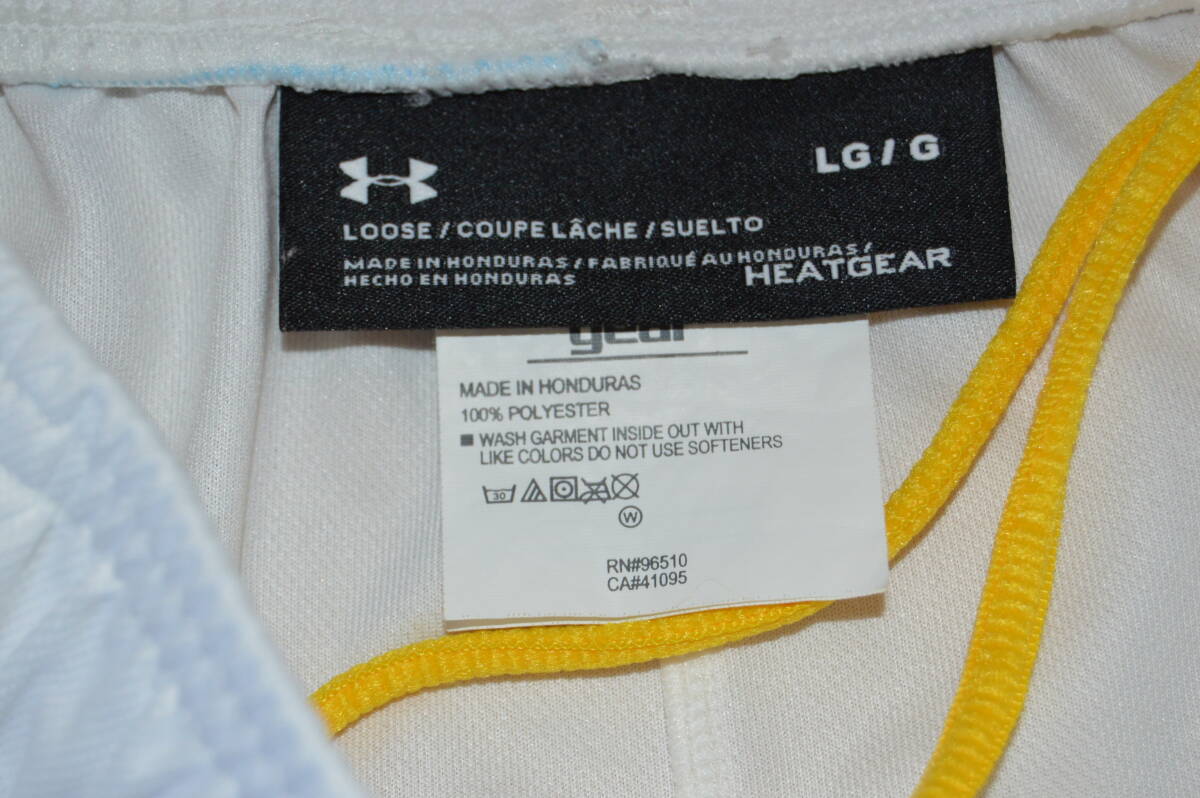 LG / G
LOOSE / COUPE LÂCHE / SUELTO
MADE IN HONDURAS / FABRIQUÉ AU HONDURAS /
HECHO EN HONDURAS
HEATGEAR
gear
MADE IN HONDURAS
100% POLYESTER
■ WASH GARMENT INSIDE OUT WITH
LIKE COLORS DO NOT USE SOFTENERS
30
W
RN#96510
CA#41095